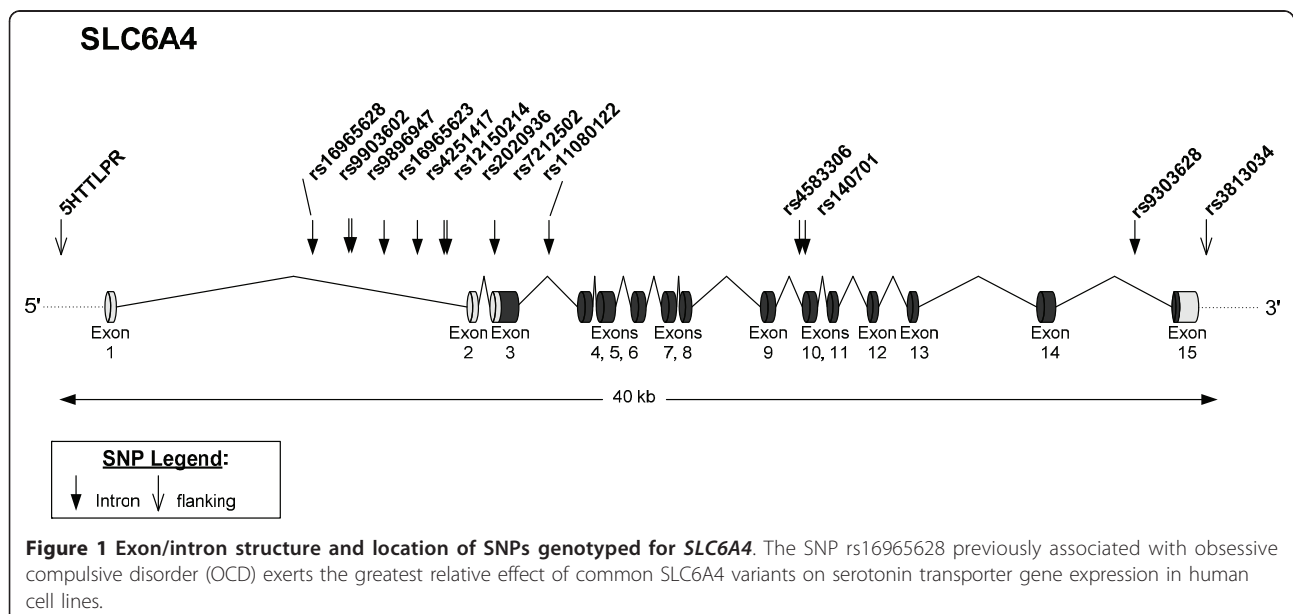 SLC6A4
5HTTLPR
rs16965628
rs9903602
rs9896947
rs16965623
rs4251417
rs12150214
rs2020936
rs7212502
rs11080122
rs4583306
rs140701
rs9303628
rs3813034
5'
3'
Exon
1
Exon
2
Exon
3
Exons
4, 5, 6
Exons
7, 8
Exon
9
Exons
10, 11
Exon
12
Exon
13
Exon
14
Exon
15
40 kb
SNP Legend:
Intron flanking
Figure 1 Exon/intron structure and location of SNPs genotyped for SLC6A4. The SNP rs16965628 previously associated with obsessive
compulsive disorder (OCD) exerts the greatest relative effect of common SLC6A4 variants on serotonin transporter gene expression in human
cell lines.